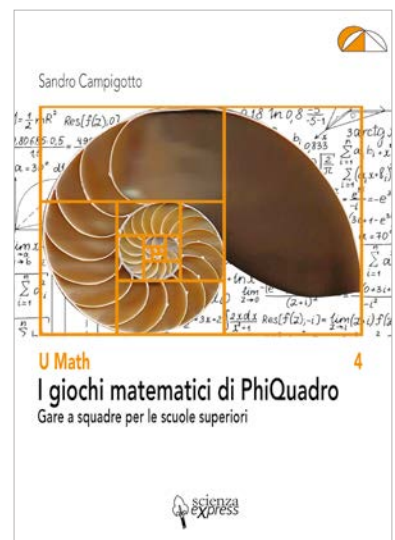 Sandro Campigotto
U Math 4
I giochi matematici di PhiQuadro
Gare a squadre per le scuole superiori
scienza
express